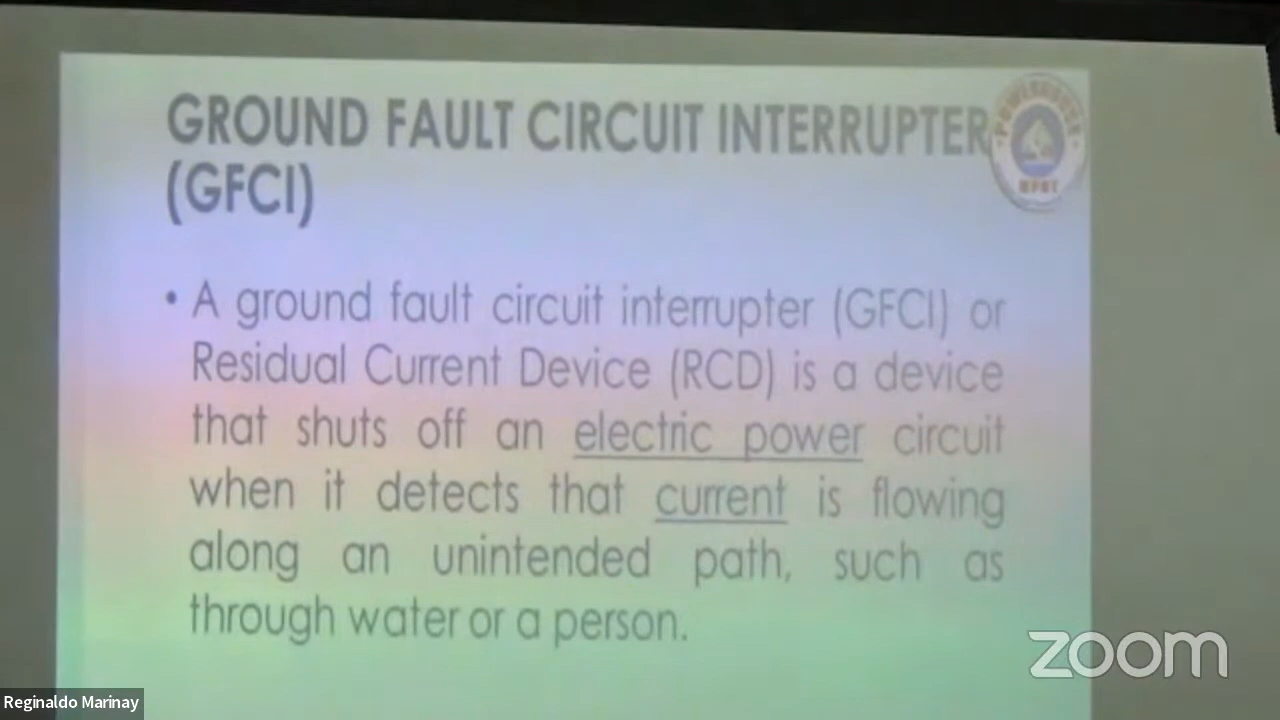 GROUND FAULT CIRCUIT INTERRUPTER
(GFCI)
POWERHOUSE
• A ground fault circuit interrupter (GFCI) or
Residual Current Device (RCD) is a device
that shuts off an electric power circuit
when it detects that current is flowing
along an unintended path, such as
through water or a person.
zoom
Reginaldo Marinay